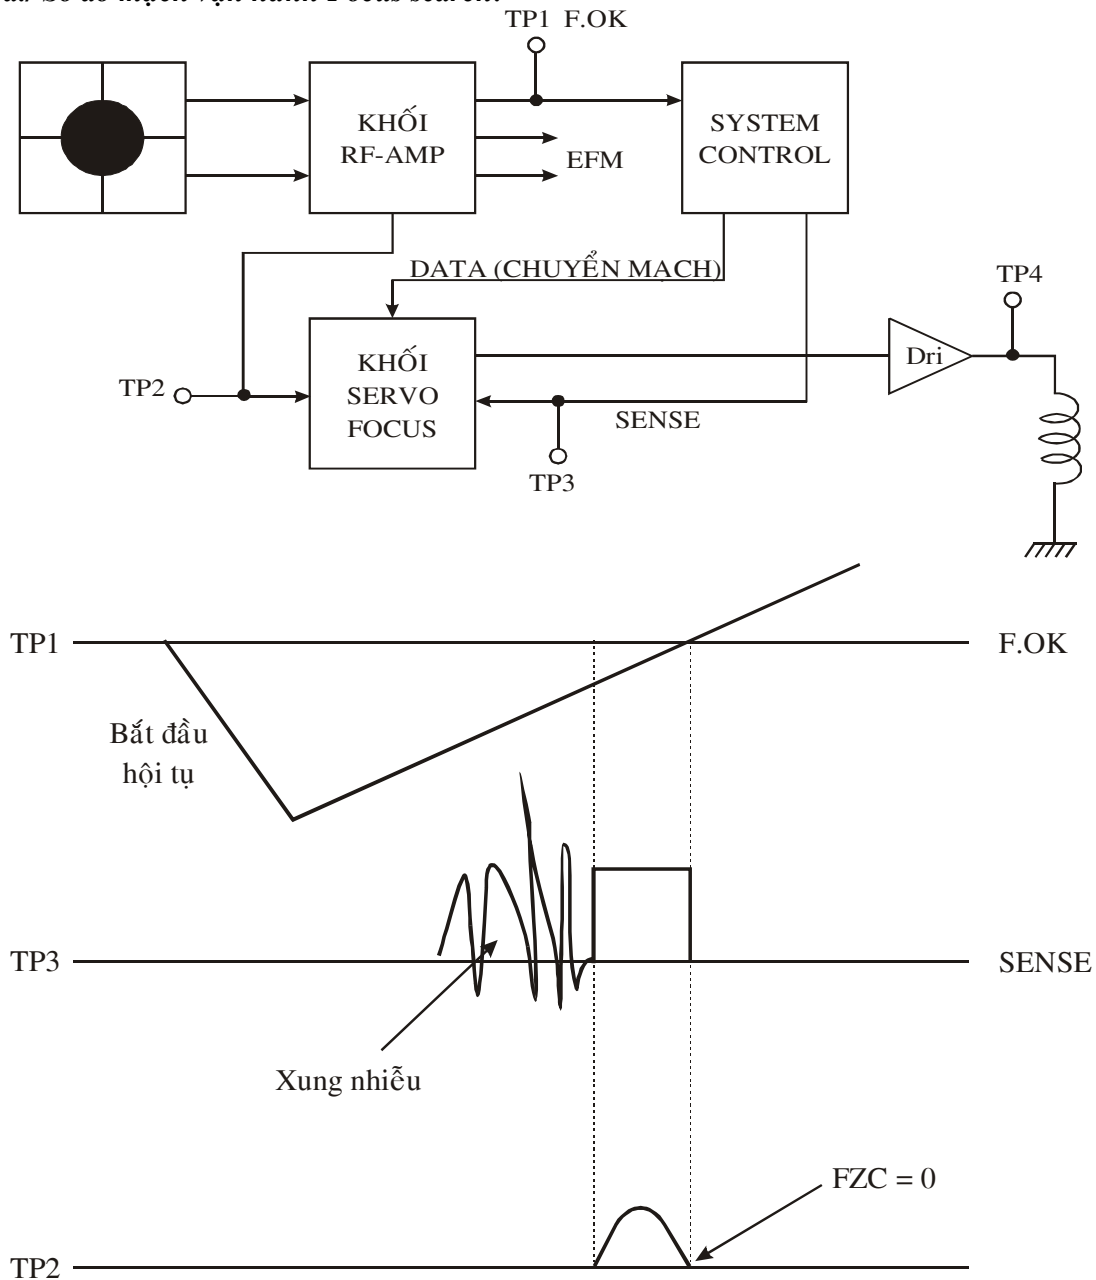 TP1 F.OK
KHỐI
RF-AMP
SYSTEM
CONTROL
EFM
DATA (CHUYỂN MẠCH)
TP4
KHỐI
SERVO
FOCUS
Dri
TP2
SENSE
TP3
TP1
F.OK
Bắt đầu
hội tụ
TP3
SENSE
Xung nhiễu
FZC = 0
TP2